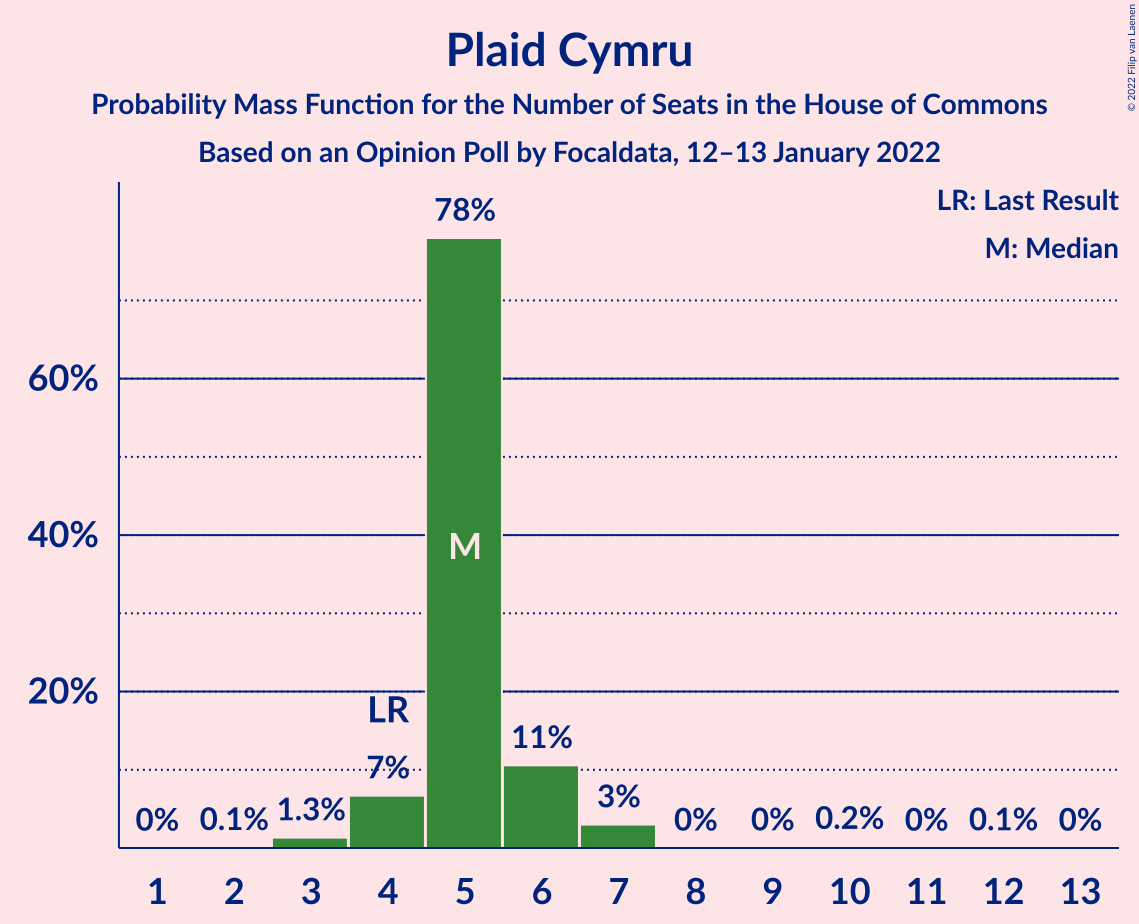 Plaid Cymru
Probability Mass Function for the Number of Seats in the House of Commons
Based on an Opinion Poll by Focaldata, 12–13 January 2022
© 2022 Filip van Laenen
LR: Last Result
M: Median
60%
40%
20%
0%
0.1%
1.3%
LR
7%
78%
M
11%
3%
0%
0%
0.2%
0%
0.1%
0%
1 2 3 4 5 6 7 8 9 10 11 12 13